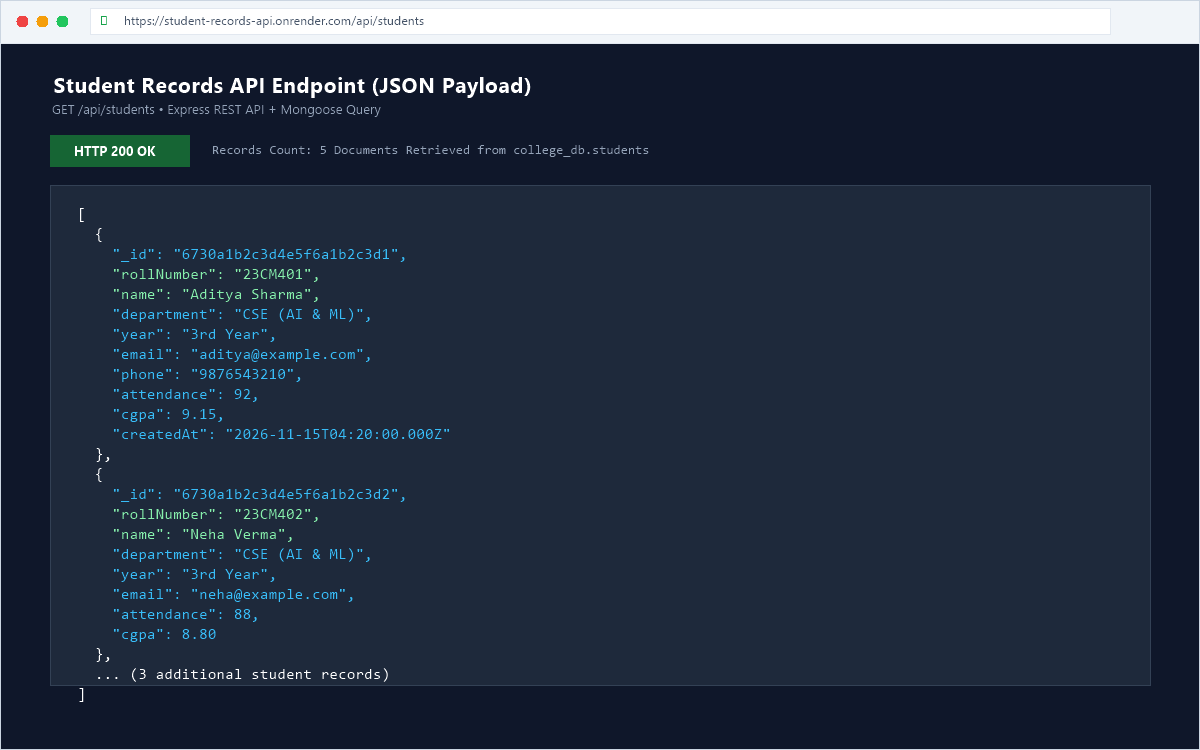 https://student-records-api.onrender.com/api/students
Student Records API Endpoint (JSON Payload)
GET /api/students • Express REST API + Mongoose Query
HTTP 200 OK
Records Count: 5 Documents Retrieved from college_db.students
[
  {
    "_id": "6730a1b2c3d4e5f6a1b2c3d1",
    "rollNumber": "23CM401",
    "name": "Aditya Sharma",
    "department": "CSE (AI & ML)",
    "year": "3rd Year",
    "email": "aditya@example.com",
    "phone": "9876543210",
    "attendance": 92,
    "cgpa": 9.15,
    "createdAt": "2026-11-15T04:20:00.000Z"
  },
  {
    "_id": "6730a1b2c3d4e5f6a1b2c3d2",
    "rollNumber": "23CM402",
    "name": "Neha Verma",
    "department": "CSE (AI & ML)",
    "year": "3rd Year",
    "email": "neha@example.com",
    "attendance": 88,
    "cgpa": 8.80
  },
  ... (3 additional student records)
]